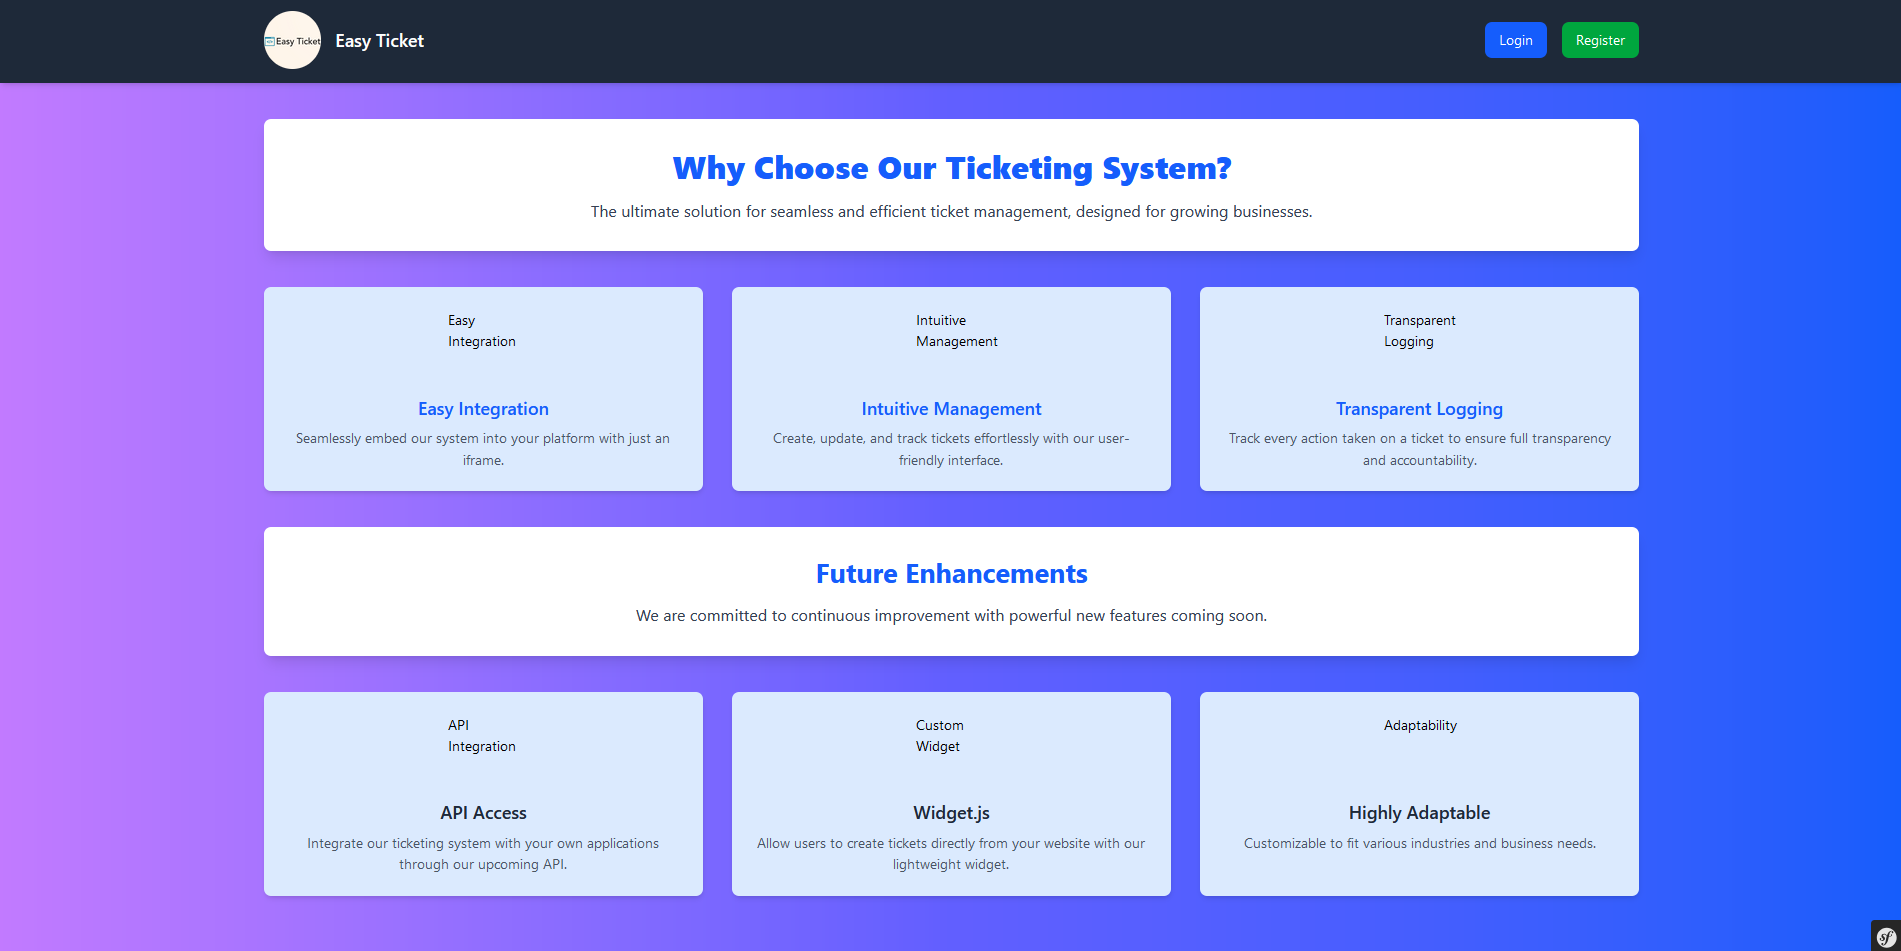 Easy Ticket
Easy Ticket
Login
Register
Why Choose Our Ticketing System?
The ultimate solution for seamless and efficient ticket management, designed for growing businesses.
Easy
Integration
Easy Integration
Seamlessly embed our system into your platform with just an
iframe.
Intuitive
Management
Intuitive Management
Create, update, and track tickets effortlessly with our user-
friendly interface.
Transparent
Logging
Transparent Logging
Track every action taken on a ticket to ensure full transparency
and accountability.
Future Enhancements
We are committed to continuous improvement with powerful new features coming soon.
API
Integration
API Access
Integrate our ticketing system with your own applications
through our upcoming API.
Custom
Widget
Widget.js
Allow users to create tickets directly from your website with our
lightweight widget.
Adaptability
Highly Adaptable
Customizable to fit various industries and business needs.
sf